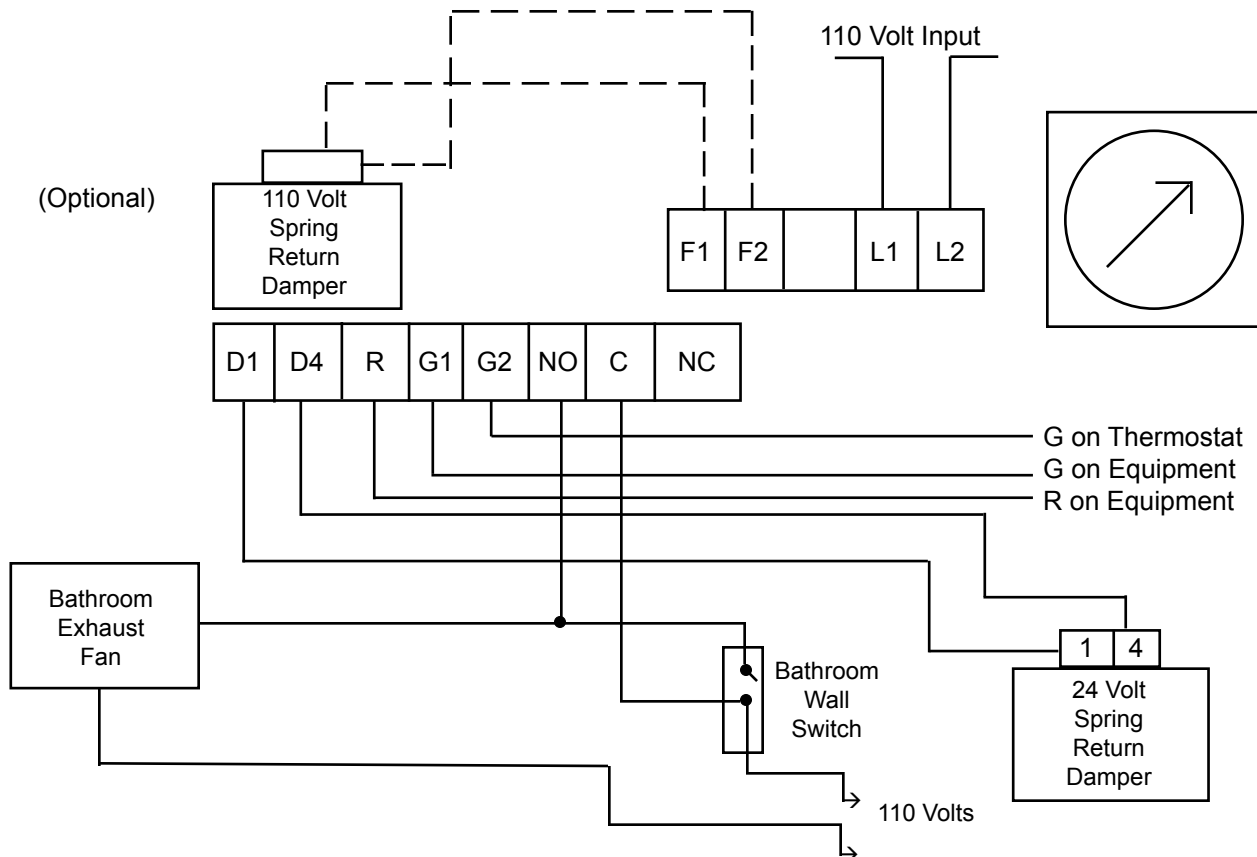 110 Volt Input
(Optional)
110 Volt
Spring
Return
Damper
F1 F2 L1 L2
D1 D4 R G1 G2 NO C NC
G on Thermostat
G on Equipment
R on Equipment
Bathroom
Exhaust
Fan
Bathroom
Wall
Switch
1 4
24 Volt
Spring
Return
Damper
110 Volts